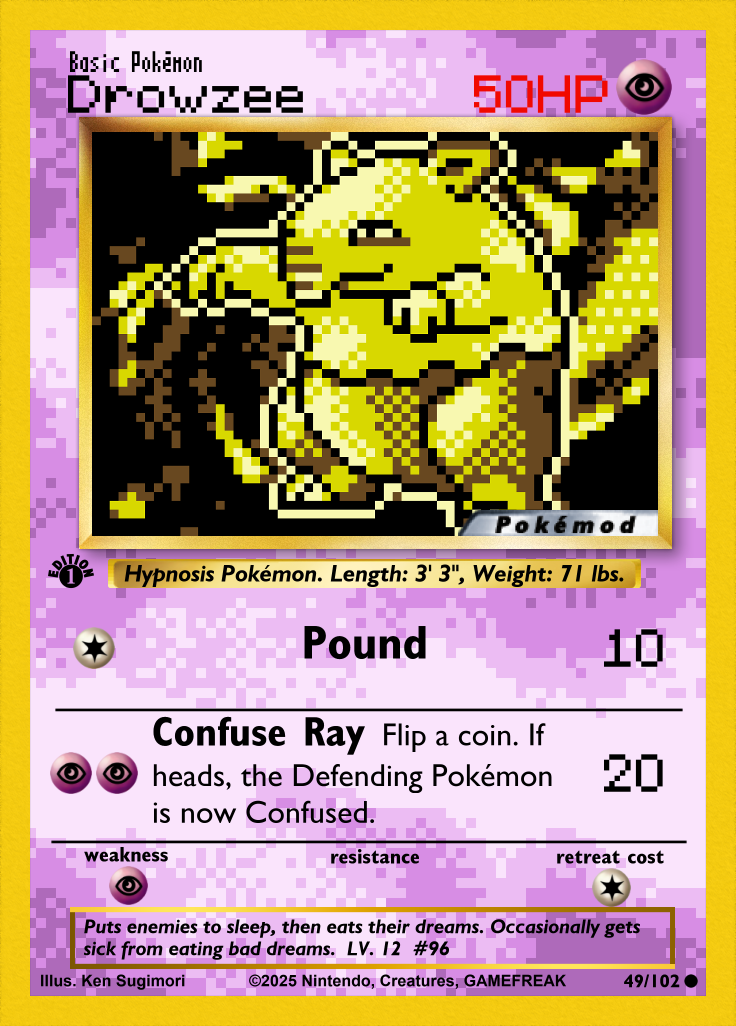 Basic Pokémon
Drowzee 50HP
Pokémod
EDITION
1
Hypnosis Pokémon. Length: 3' 3", Weight: 71 lbs.
Pound 10
Confuse Ray Flip a coin. If
heads, the Defending Pokémon
is now Confused.
20
weakness resistance retreat cost
Puts enemies to sleep, then eats their dreams. Occasionally gets
sick from eating bad dreams. LV. 12 #96
Illus. Ken Sugimori ©2025 Nintendo, Creatures, GAMEFREAK 49/102